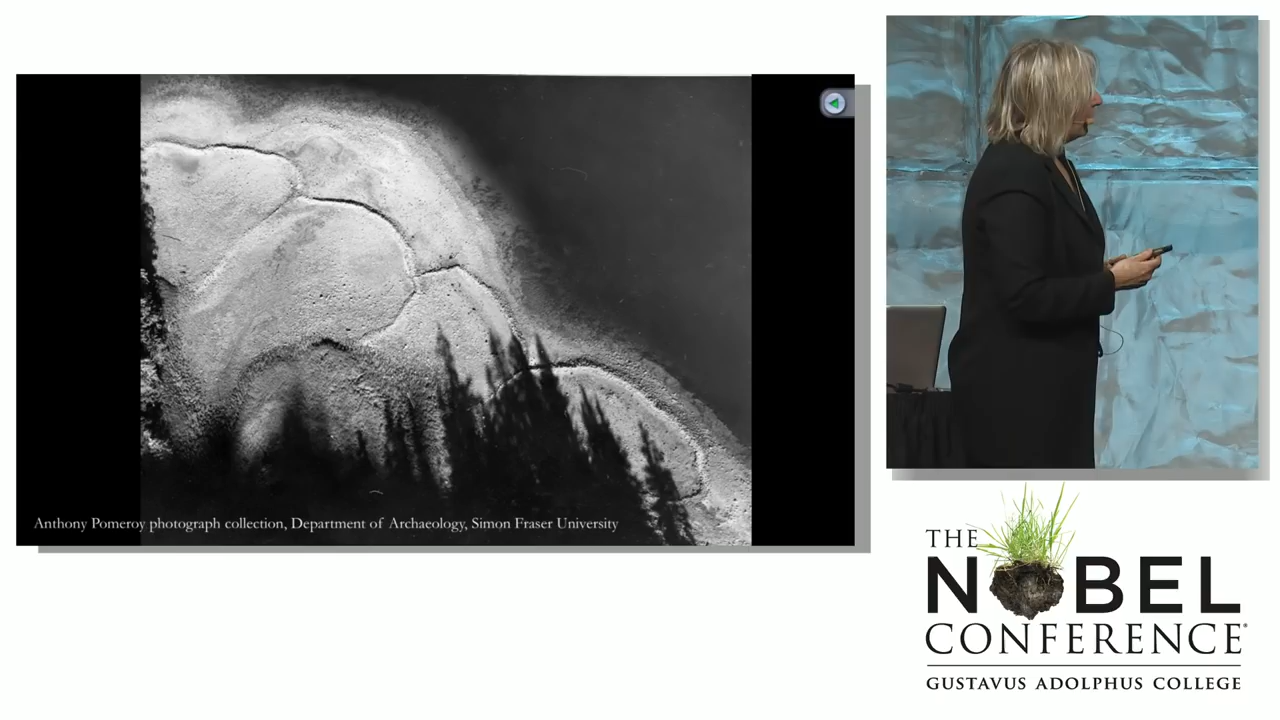 Anthony Pomeroy photograph collection, Department of Archaeology, Simon Fraser University
THE
NOBEL
CONFERENCE®
GUSTAVUS ADOLPHUS COLLEGE